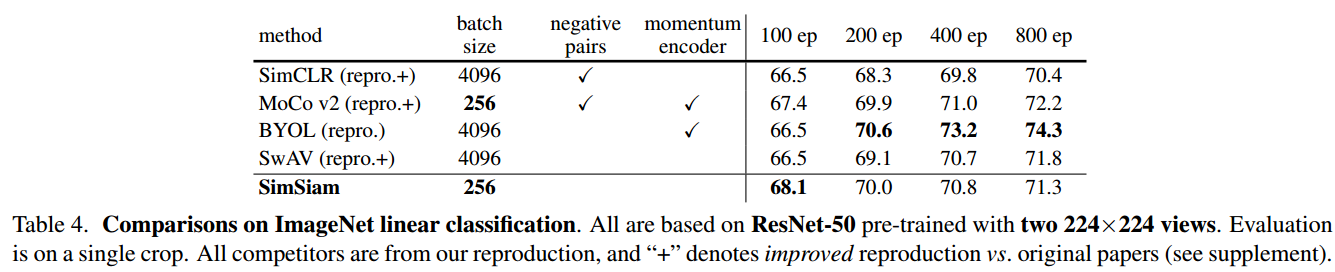 method batch size negative pairs momentum encoder 100 ep 200 ep 400 ep 800 ep
SimCLR (repro.+) 4096 ✓ 66.5 68.3 69.8 70.4
MoCo v2 (repro.+) 256 ✓ ✓ 67.4 69.9 71.0 72.2
BYOL (repro.) 4096 ✓ 66.5 70.6 73.2 74.3
SwAV (repro.+) 4096 66.5 69.1 70.7 71.8
SimSiam 256 68.1 70.0 70.8 71.3
Table 4. Comparisons on ImageNet linear classification. All are based on ResNet-50 pre-trained with two 224×224 views. Evaluation
is on a single crop. All competitors are from our reproduction, and “+” denotes improved reproduction vs. original papers (see supplement).